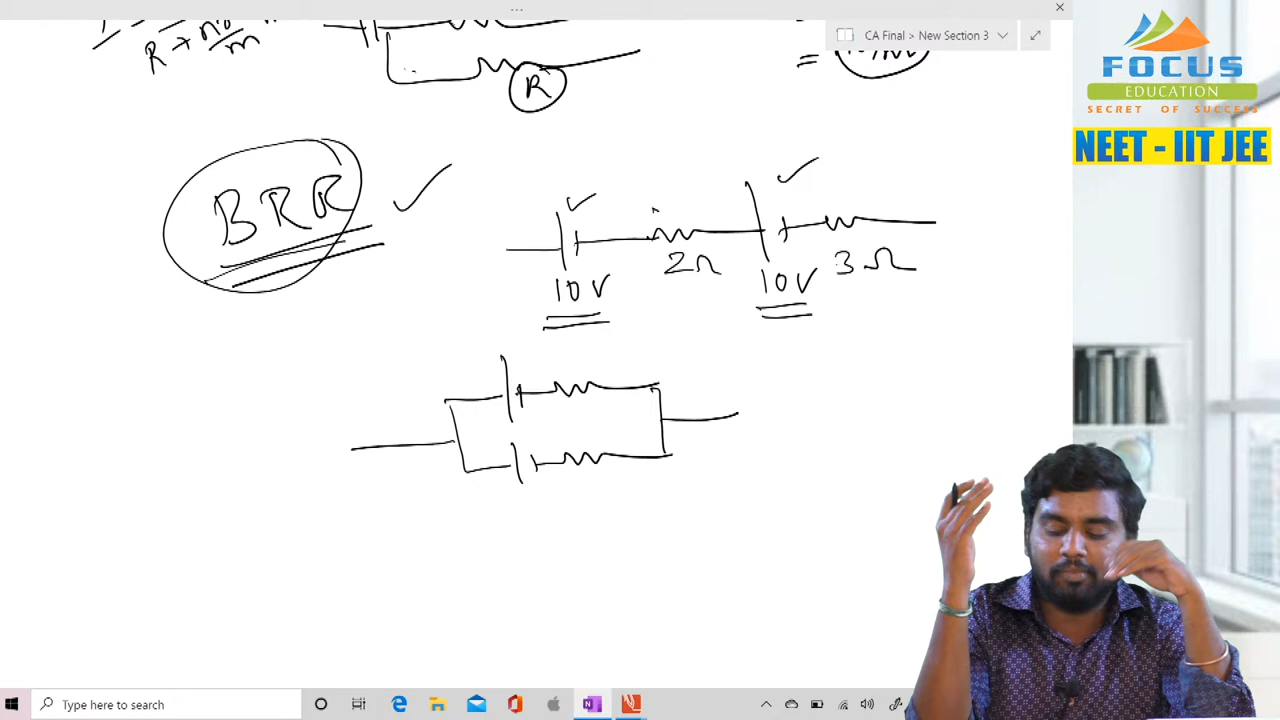 CA Final > New Section 3
FOCUS
EDUCATION
SECRET OF SUCCESS
NEET - IIT JEE
R + nr/m
R
=
BRR
2Ω
3Ω
10V
10V
Type here to search